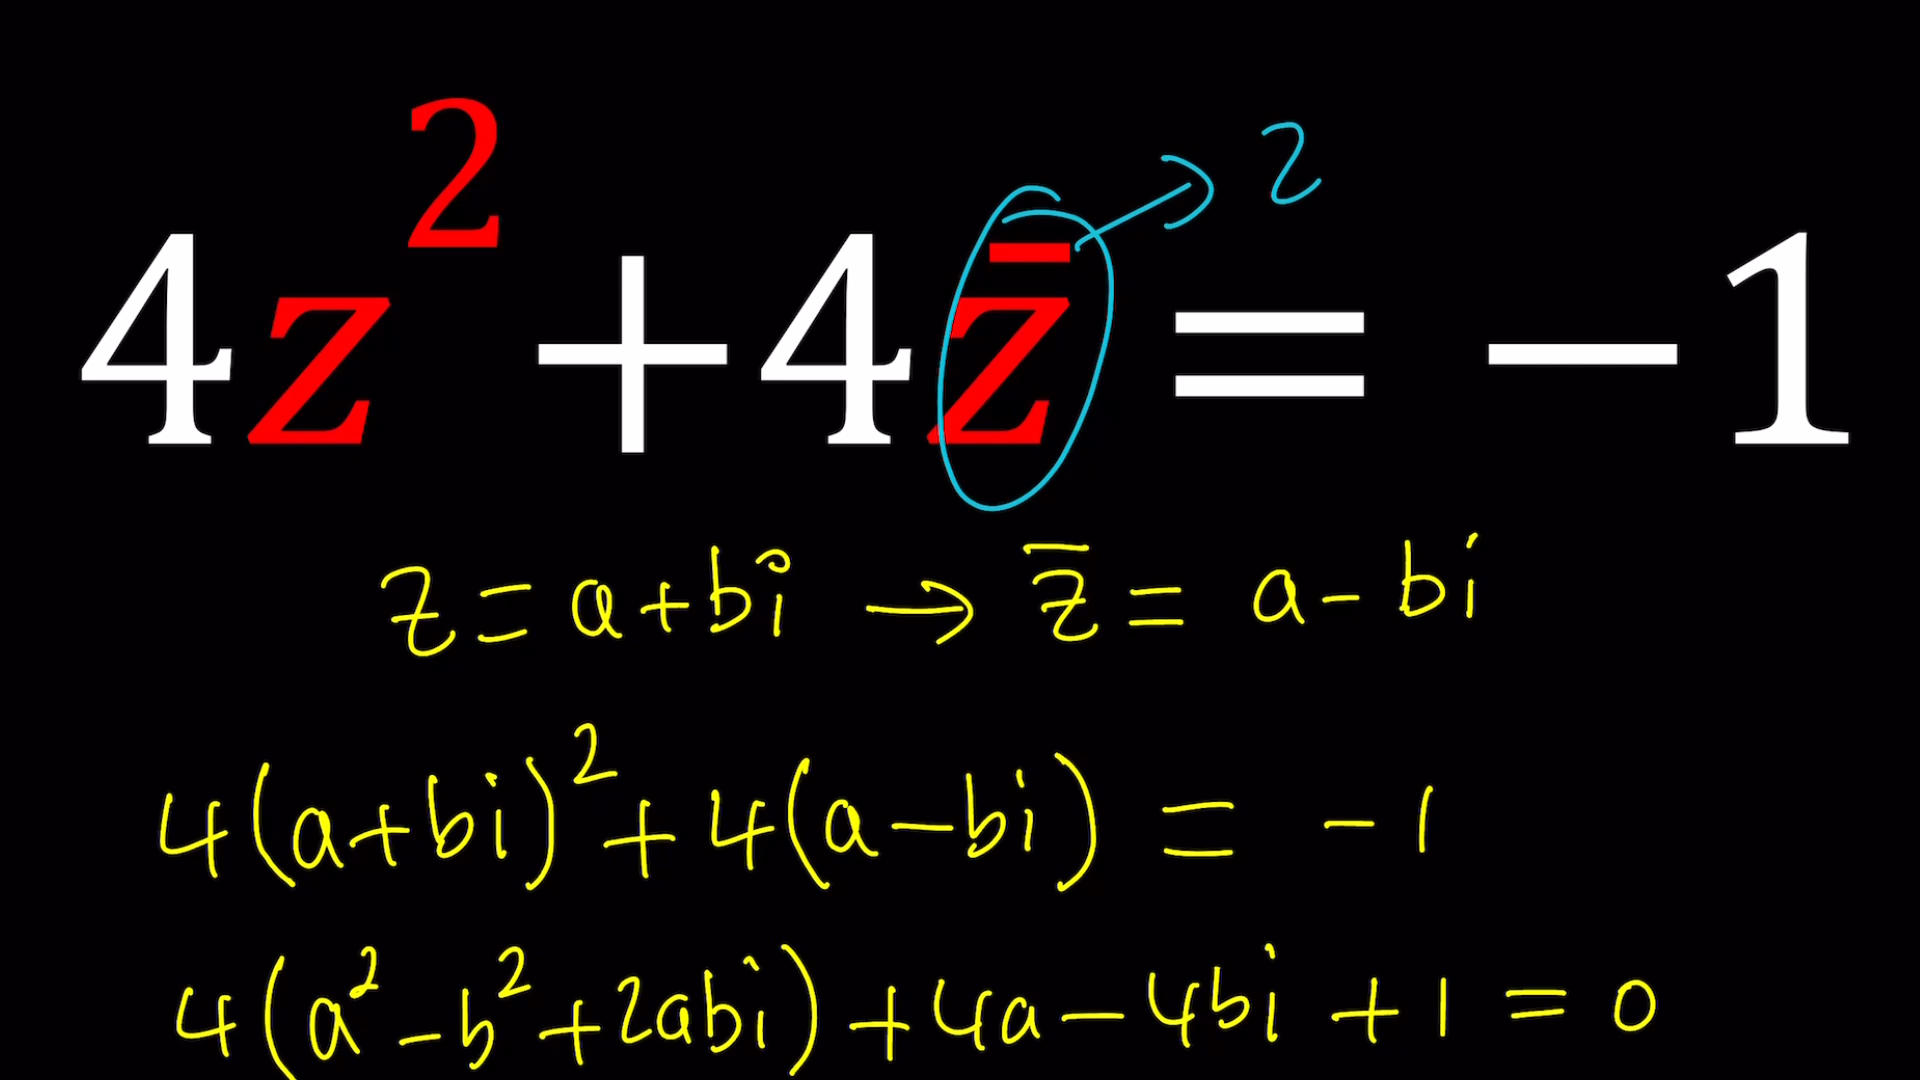 4z² + 4z̅ = −1
→ z
z = a + bi → z̅ = a − bi
4(a + bi)² + 4(a − bi) = −1
4(a² − b² + 2abi) + 4a − 4bi + 1 = 0